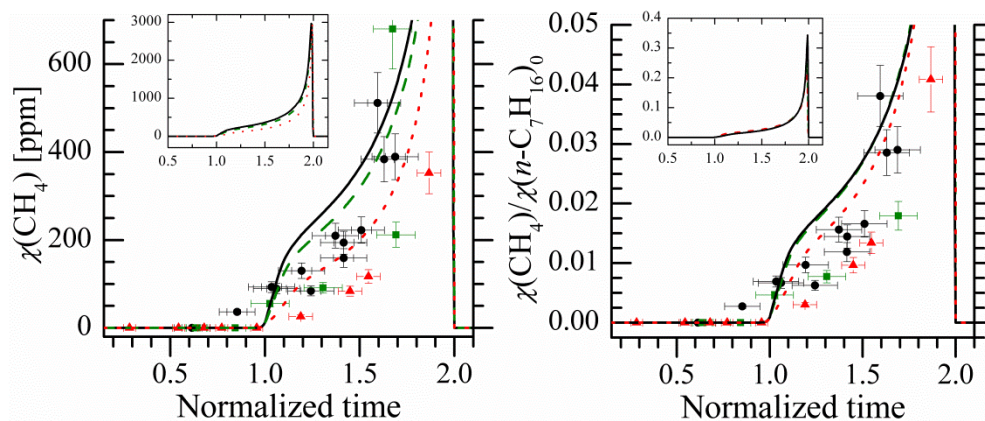 3000
2000
1000
0
0.5 1.0 1.5 2.0
600
400
200
0
χ(CH₄) [ppm]
0.5 1.0 1.5 2.0
Normalized time
0.4
0.3
0.2
0.1
0.0
0.5 1.0 1.5 2.0
0.05
0.04
0.03
0.02
0.01
0.00
χ(CH₄)/χ(n-C₇H₁₆)₀
0.5 1.0 1.5 2.0
Normalized time